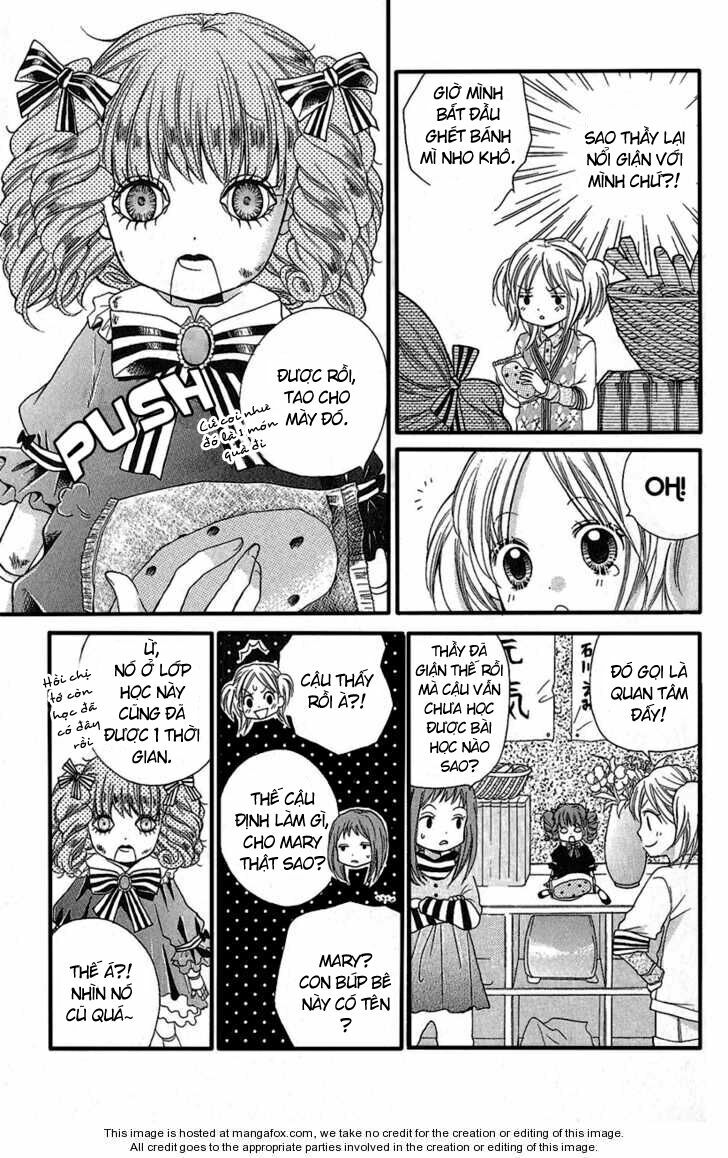 SAO THẦY LẠI
NỔI GIẬN VỚI
MÌNH CHỨ?!
GIỜ MÌNH
BẮT ĐẦU
GHÉT BÁNH
MÌ NHO KHÔ.
OH!
ĐƯỢC RỒI,
TAO CHO
MÀY ĐÓ.
Cứ coi như
đó là 1 món
quà đi
PUSH
ĐÓ GỌI LÀ
QUAN TÂM
ĐẤY!
THẦY ĐÃ
GIẬN THẾ RỒI
MÀ CẬU VẪN
CHƯA HỌC
ĐƯỢC BÀI
HỌC NÀO
SAO?
元気
石川
CẬU THẤY
RỒI À?!
THẾ CẬU
ĐỊNH LÀM GÌ,
CHO MARY
THẬT SAO?
MARY?
CON BÚP BÊ
NÀY CÓ TÊN
?
Ừ,
NÓ Ở LỚP
HỌC NÀY
CŨNG ĐÃ
ĐƯỢC 1 THỜI
GIAN.
Hồi chị
tớ còn
học đã
có ở đây
rồi
THẾ Á?!
NHÌN NÓ
CŨ QUÁ~
This image is hosted at mangafox.com, we take no credit for the creation or editing of this image.
All credit goes to the appropriate parties involved in the creation or editing of this image.